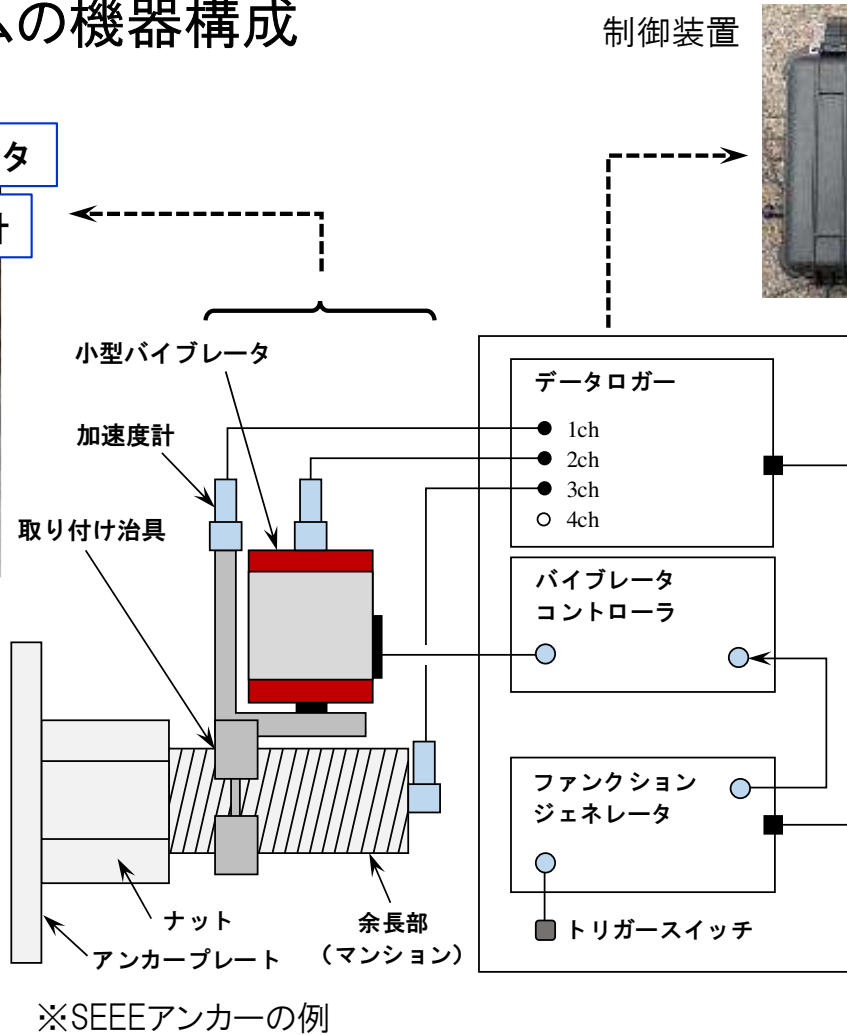 ムの機器構成
制御装置
タ
計
小型バイブレータ
加速度計
取り付け治具
データロガー
1ch
2ch
3ch
4ch
バイブレータ
コントローラ
ファンクション
ジェネレータ
トリガースイッチ
ナット
アンカープレート
余長部
（マンション）
※SEEEアンカーの例